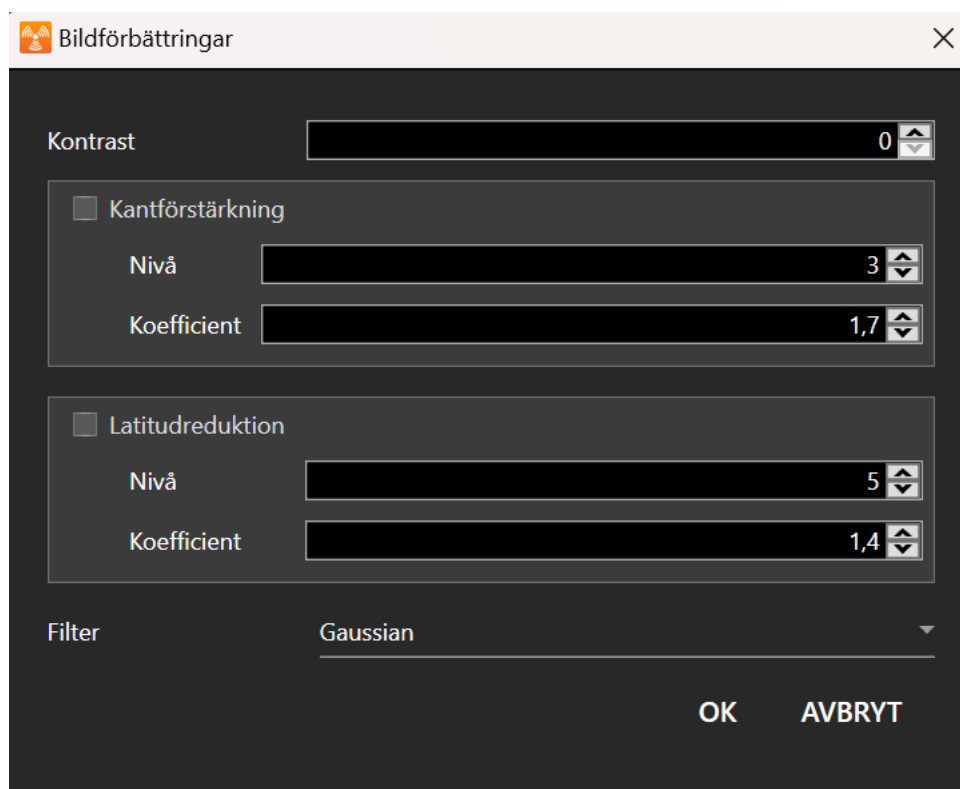 Bildförbättringar
Kontrast 0
Kantförstärkning
Nivå 3
Koefficient 1,7
Latitudreduktion
Nivå 5
Koefficient 1,4
Filter Gaussian
OK AVBRYT